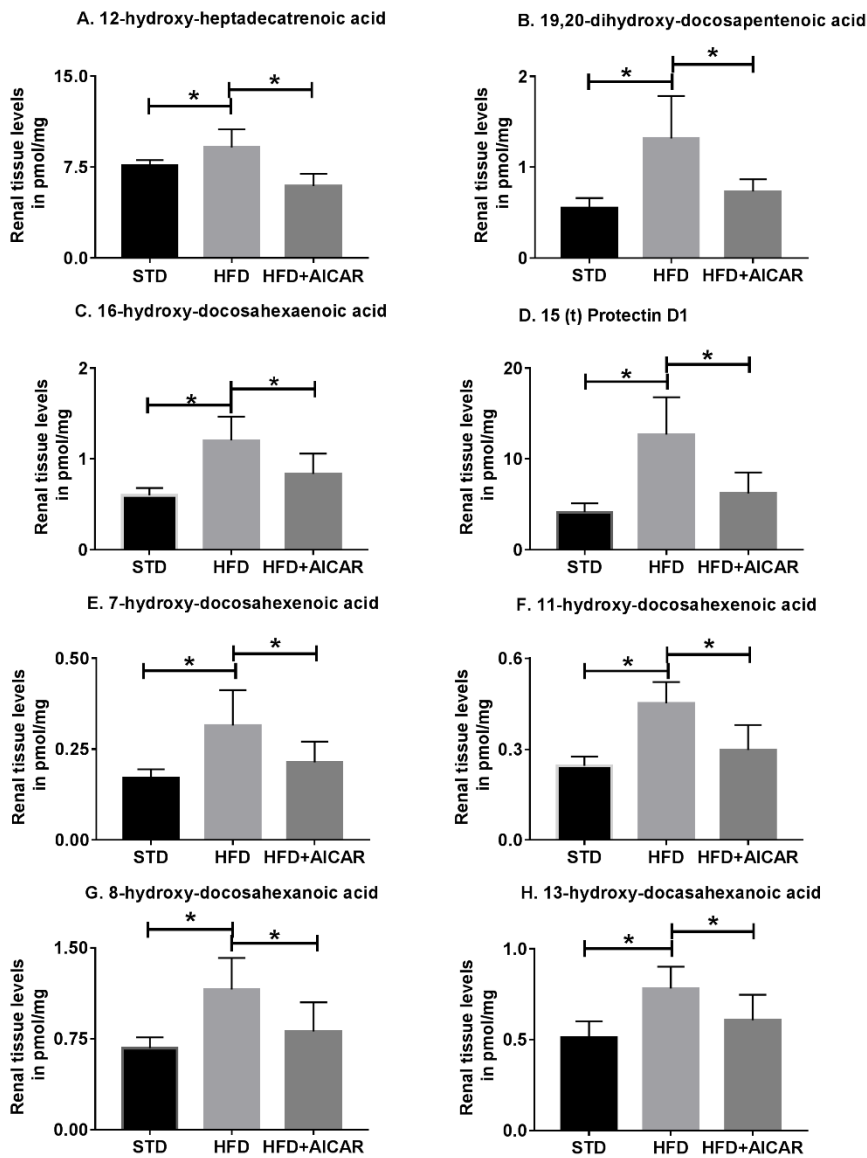 A. 12-hydroxy-heptadecatrenoic acid
Renal tissue levels
in pmol/mg
15.0
7.5
0.0
*
*
STD HFD HFD+AICAR
B. 19,20-dihydroxy-docosapentenoic acid
Renal tissue levels
in pmol/mg
2
1
0
*
*
STD HFD HFD+AICAR
C. 16-hydroxy-docosahexaenoic acid
Renal tissue levels
in pmol/mg
2
1
0
*
*
STD HFD HFD+AICAR
D. 15 (t) Protectin D1
Renal tissue levels
in pmol/mg
20
10
0
*
*
STD HFD HFD+AICAR
E. 7-hydroxy-docosahexenoic acid
Renal tissue levels
in pmol/mg
0.50
0.25
0.00
*
*
STD HFD HFD+AICAR
F. 11-hydroxy-docosahexenoic acid
Renal tissue levels
in pmol/mg
0.6
0.3
0.0
*
*
STD HFD HFD+AICAR
G. 8-hydroxy-docosahexanoic acid
Renal tissue levels
in pmol/mg
1.50
0.75
0.00
*
*
STD HFD HFD+AICAR
H. 13-hydroxy-docasahexanoic acid
Renal tissue levels
in pmol/mg
1.0
0.5
0.0
*
*
STD HFD HFD+AICAR